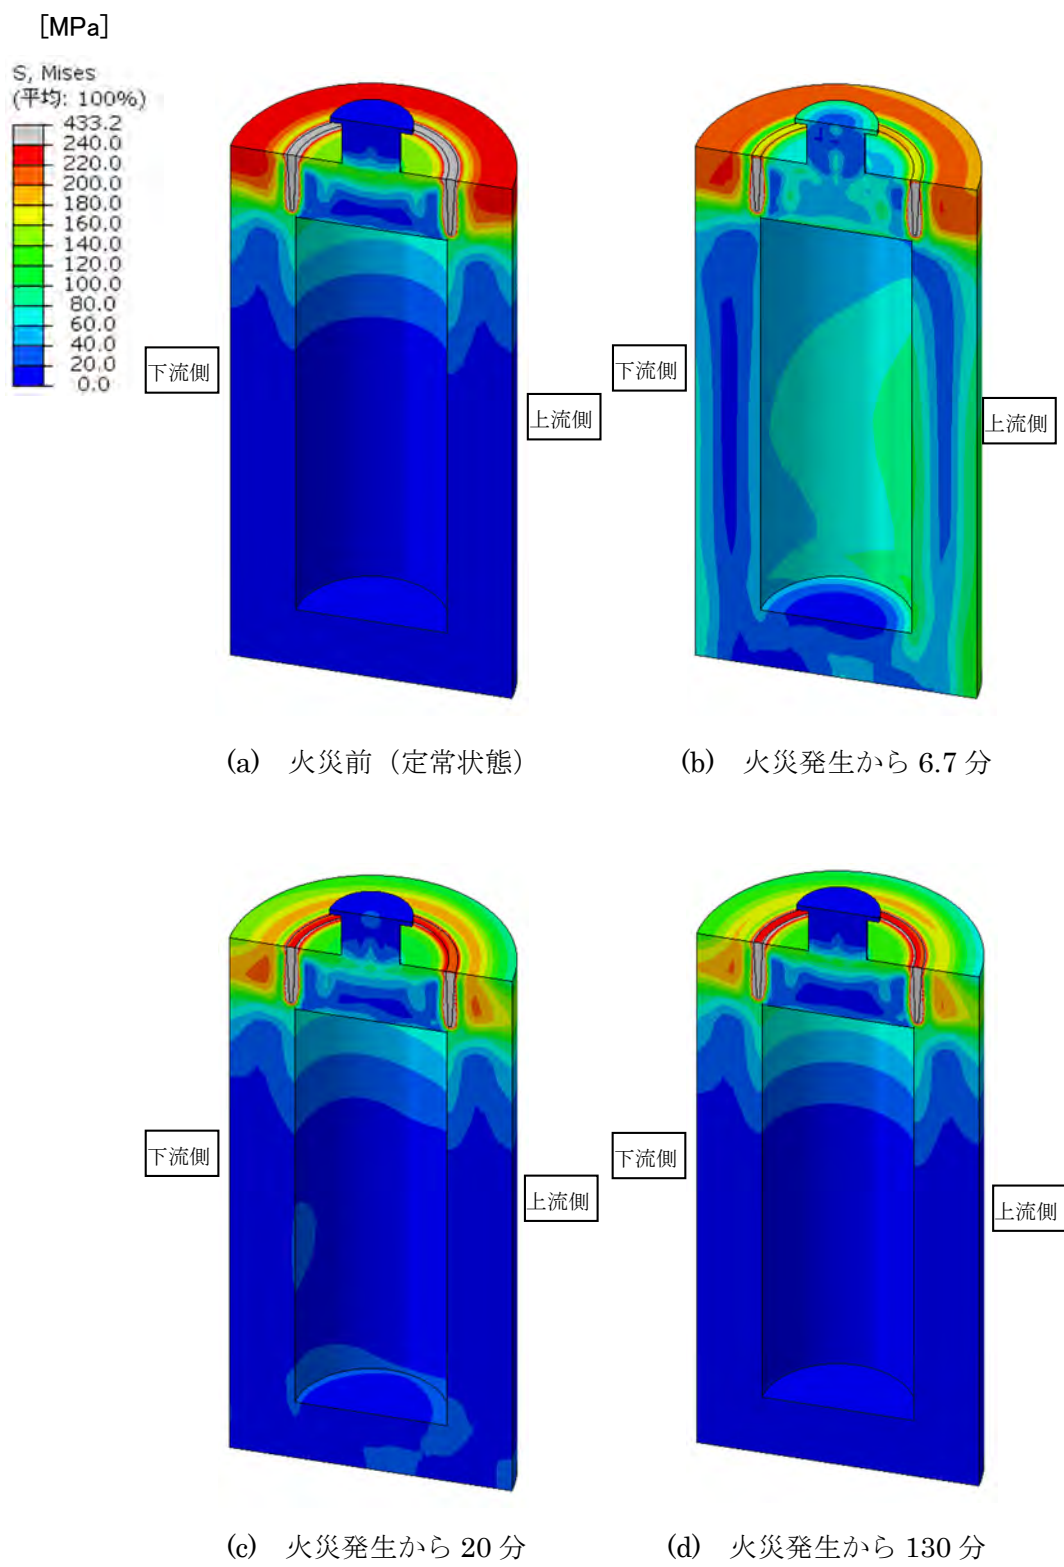 [MPa]
S, Mises
(平均: 100%)
433.2
240.0
220.0
200.0
180.0
160.0
140.0
120.0
100.0
80.0
60.0
40.0
20.0
0.0
下流側
上流側
下流側
上流側
(a) 火災前（定常状態）
(b) 火災発生から 6.7 分
下流側
上流側
下流側
上流側
(c) 火災発生から 20 分
(d) 火災発生から 130 分